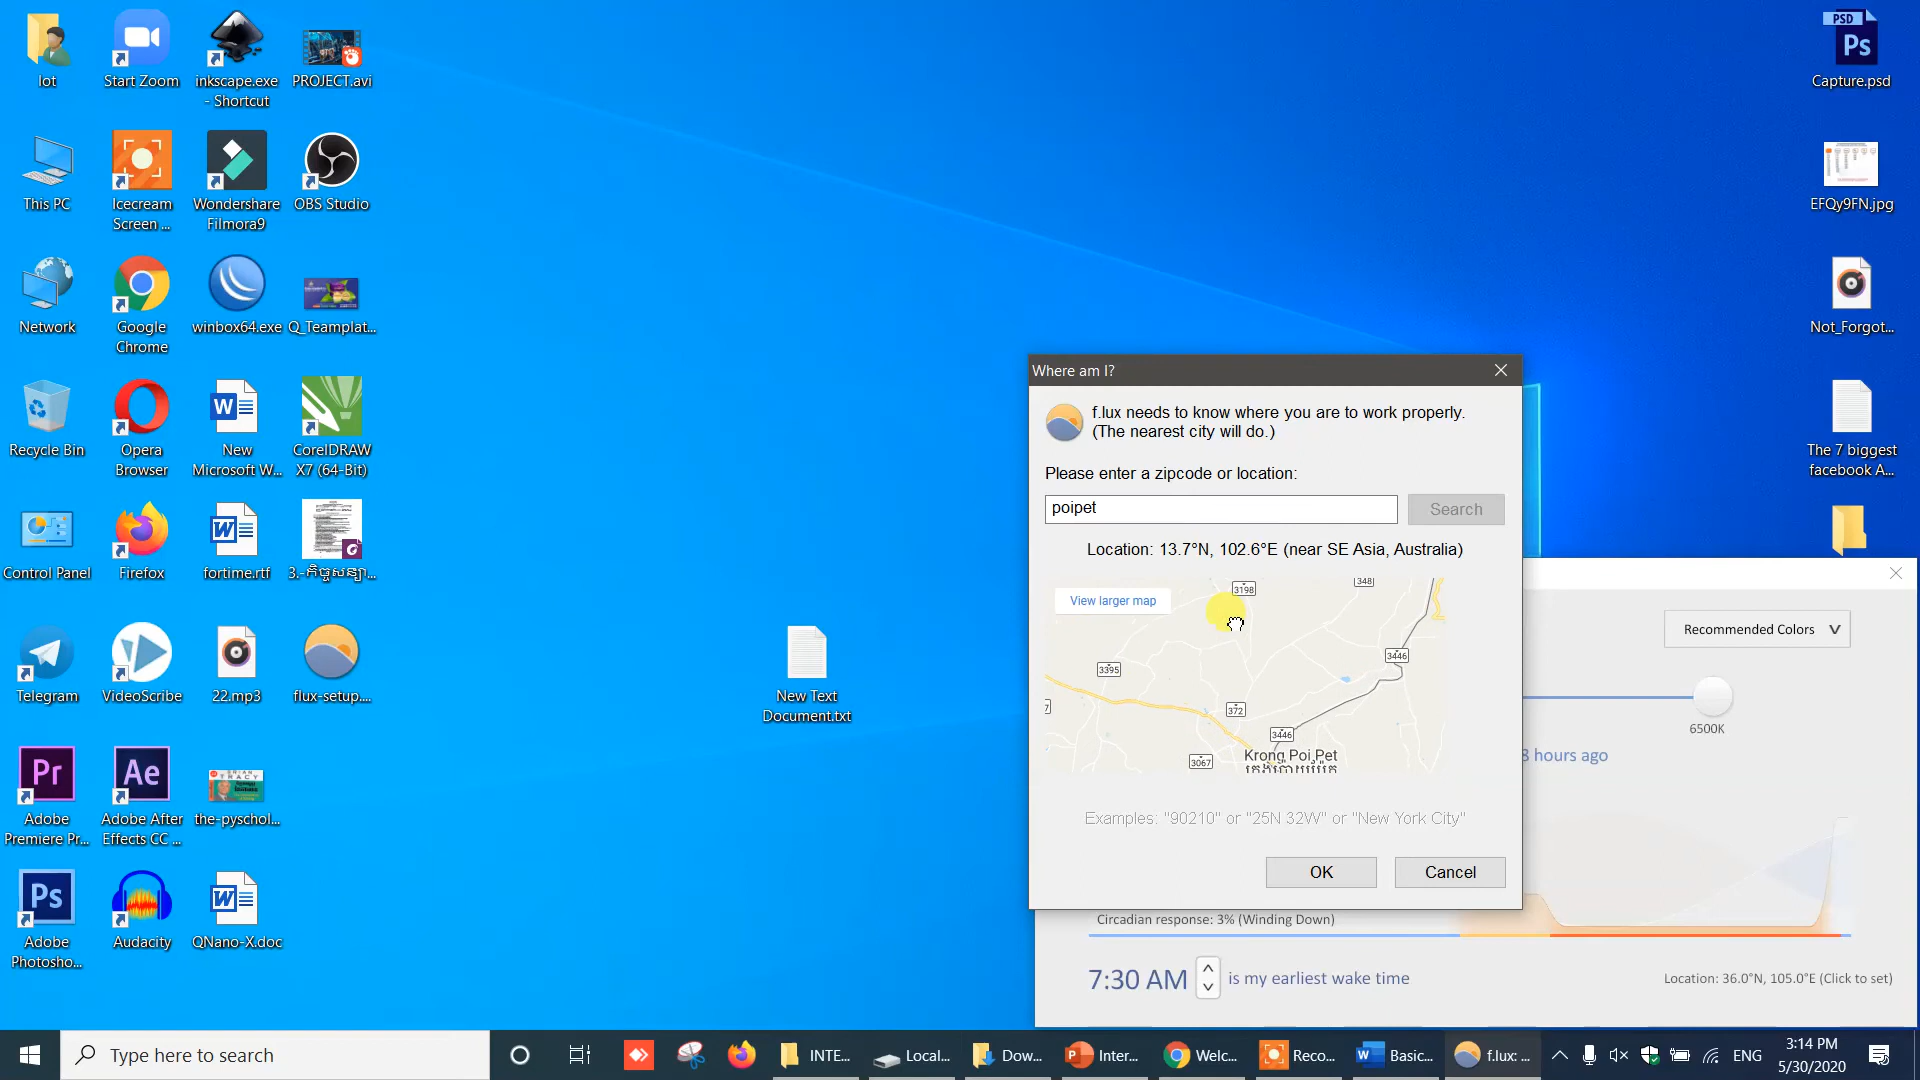 lot
Start Zoom
inkscape.exe
- Shortcut
PROJECT.avi
This PC
Icecream
Screen ...
Wondershare
Filmora9
OBS Studio
Network
Google
Chrome
winbox64.exe
Q_Teamplat...
Recycle Bin
Opera
Browser
New
Microsoft W...
CorelDRAW
X7 (64-Bit)
Control Panel
Firefox
fortime.rtf
3.-កិច្ចសន្យា...
Telegram
VideoScribe
22.mp3
flux-setup....
Adobe
Premiere Pr...
Adobe After
Effects CC ...
the-pyschol...
Adobe
Photosho...
Audacity
QNano-X.doc
New Text
Document.txt
PSD
Ps
Capture.psd
EFQy9FN.jpg
Not_Forgot...
The 7 biggest
facebook A...
Where am I?
f.lux needs to know where you are to work properly.
(The nearest city will do.)
Please enter a zipcode or location:
poipet
Search
Location: 13.7°N, 102.6°E (near SE Asia, Australia)
View larger map
3198
348
3446
3395
372
3446
3067
Krong Poi Pet
Examples: "90210" or "25N 32W" or "New York City"
OK
Cancel
Recommended Colors
6500K
hours ago
Circadian response: 3% (Winding Down)
7:30 AM
is my earliest wake time
Location: 36.0°N, 105.0°E (Click to set)
Type here to search
INTE...
Local...
Dow...
Inter...
Welc...
Reco...
Basic...
f.lux: ...
ENG
3:14 PM
5/30/2020